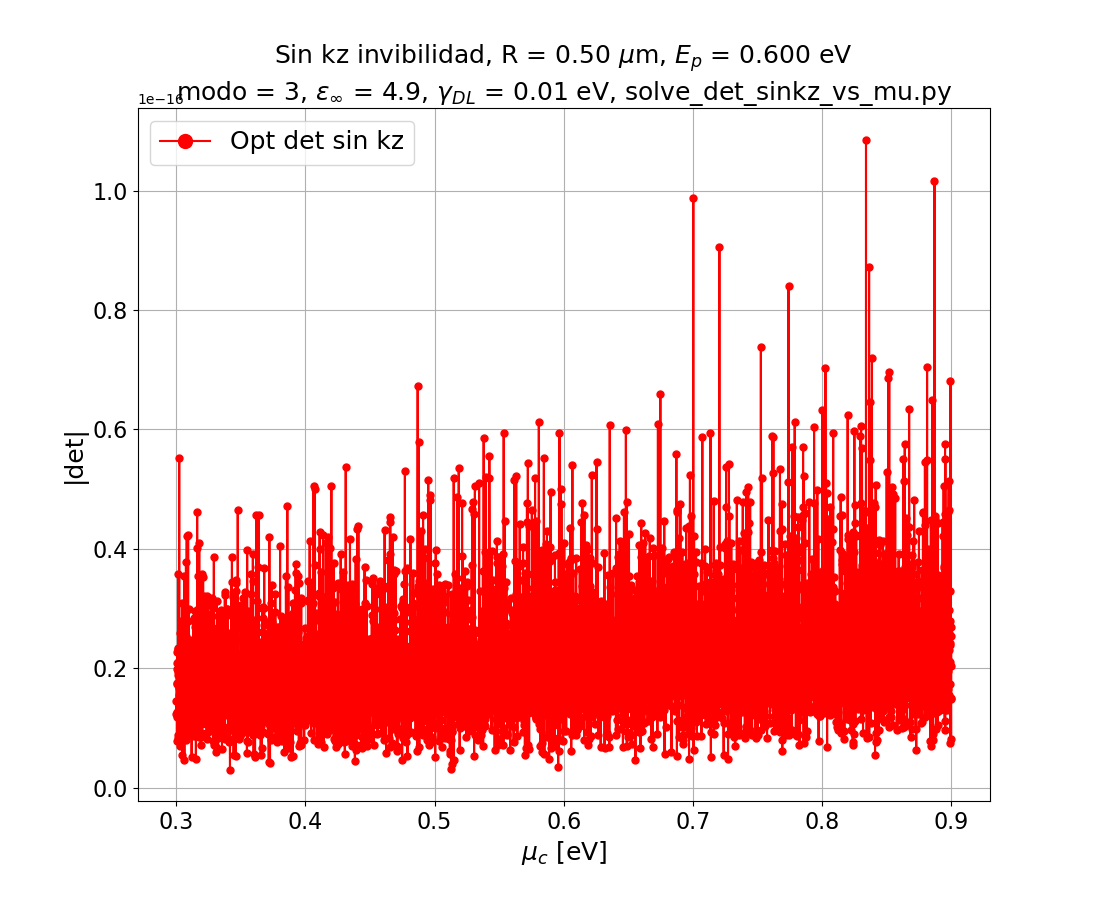 Sin kz invibilidad, R = 0.50 μm, E_p = 0.600 eV
modo = 3, ε_∞ = 4.9, γ_DL = 0.01 eV, solve_det_sinkz_vs_mu.py
1e−16
Opt det sin kz
1.0
0.8
0.6
0.4
0.2
0.0
|det|
0.3 0.4 0.5 0.6 0.7 0.8 0.9
μ_c [eV]